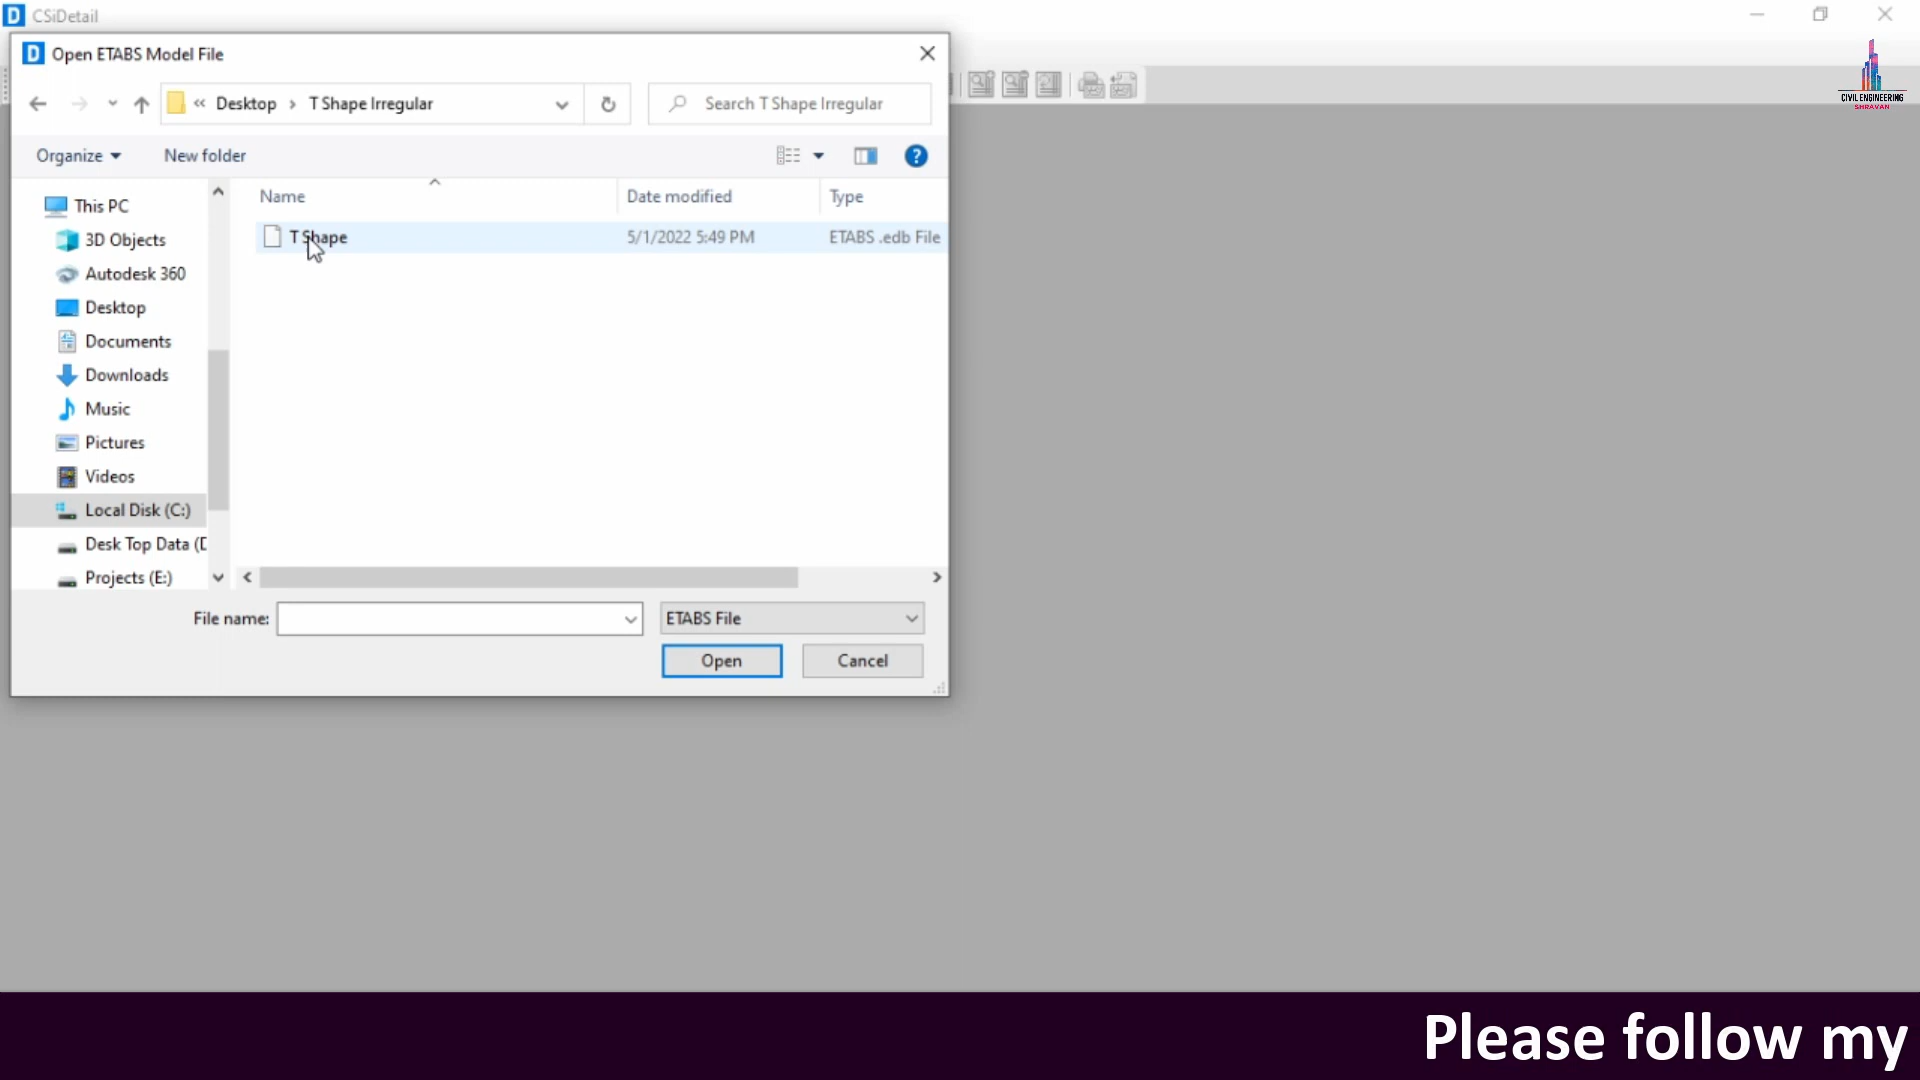 CSiDetail
Open ETABS Model File
« Desktop › T Shape Irregular
Search T Shape Irregular
CIVIL ENGINEERING
SHRAVAN
Organize
New folder
Name
Date modified
Type
T Shape
5/1/2022 5:49 PM
ETABS .edb File
This PC
3D Objects
Autodesk 360
Desktop
Documents
Downloads
Music
Pictures
Videos
Local Disk (C:)
Desk Top Data (D
Projects (E:)
File name:
ETABS File
Open
Cancel
Please follow my